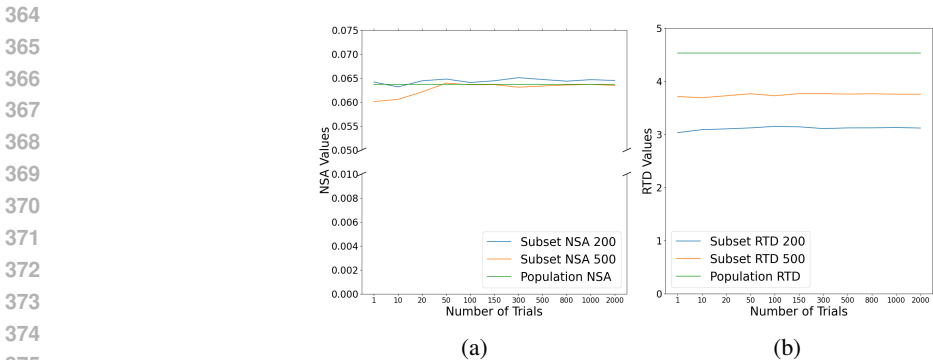 364
365
366
367
368
369
370
371
372
373
374
NSA Values
0.075
0.070
0.065
0.060
0.055
0.050
0.010
0.008
0.006
0.004
0.002
0.000
Subset NSA 200
Subset NSA 500
Population NSA
1 10 20 50 100 150 300 500 800 1000 2000
Number of Trials
(a)
RTD Values
5
4
3
2
1
0
Subset RTD 200
Subset RTD 500
Population RTD
1 10 20 50 100 150 300 500 800 1000 2000
Number of Trials
(b)